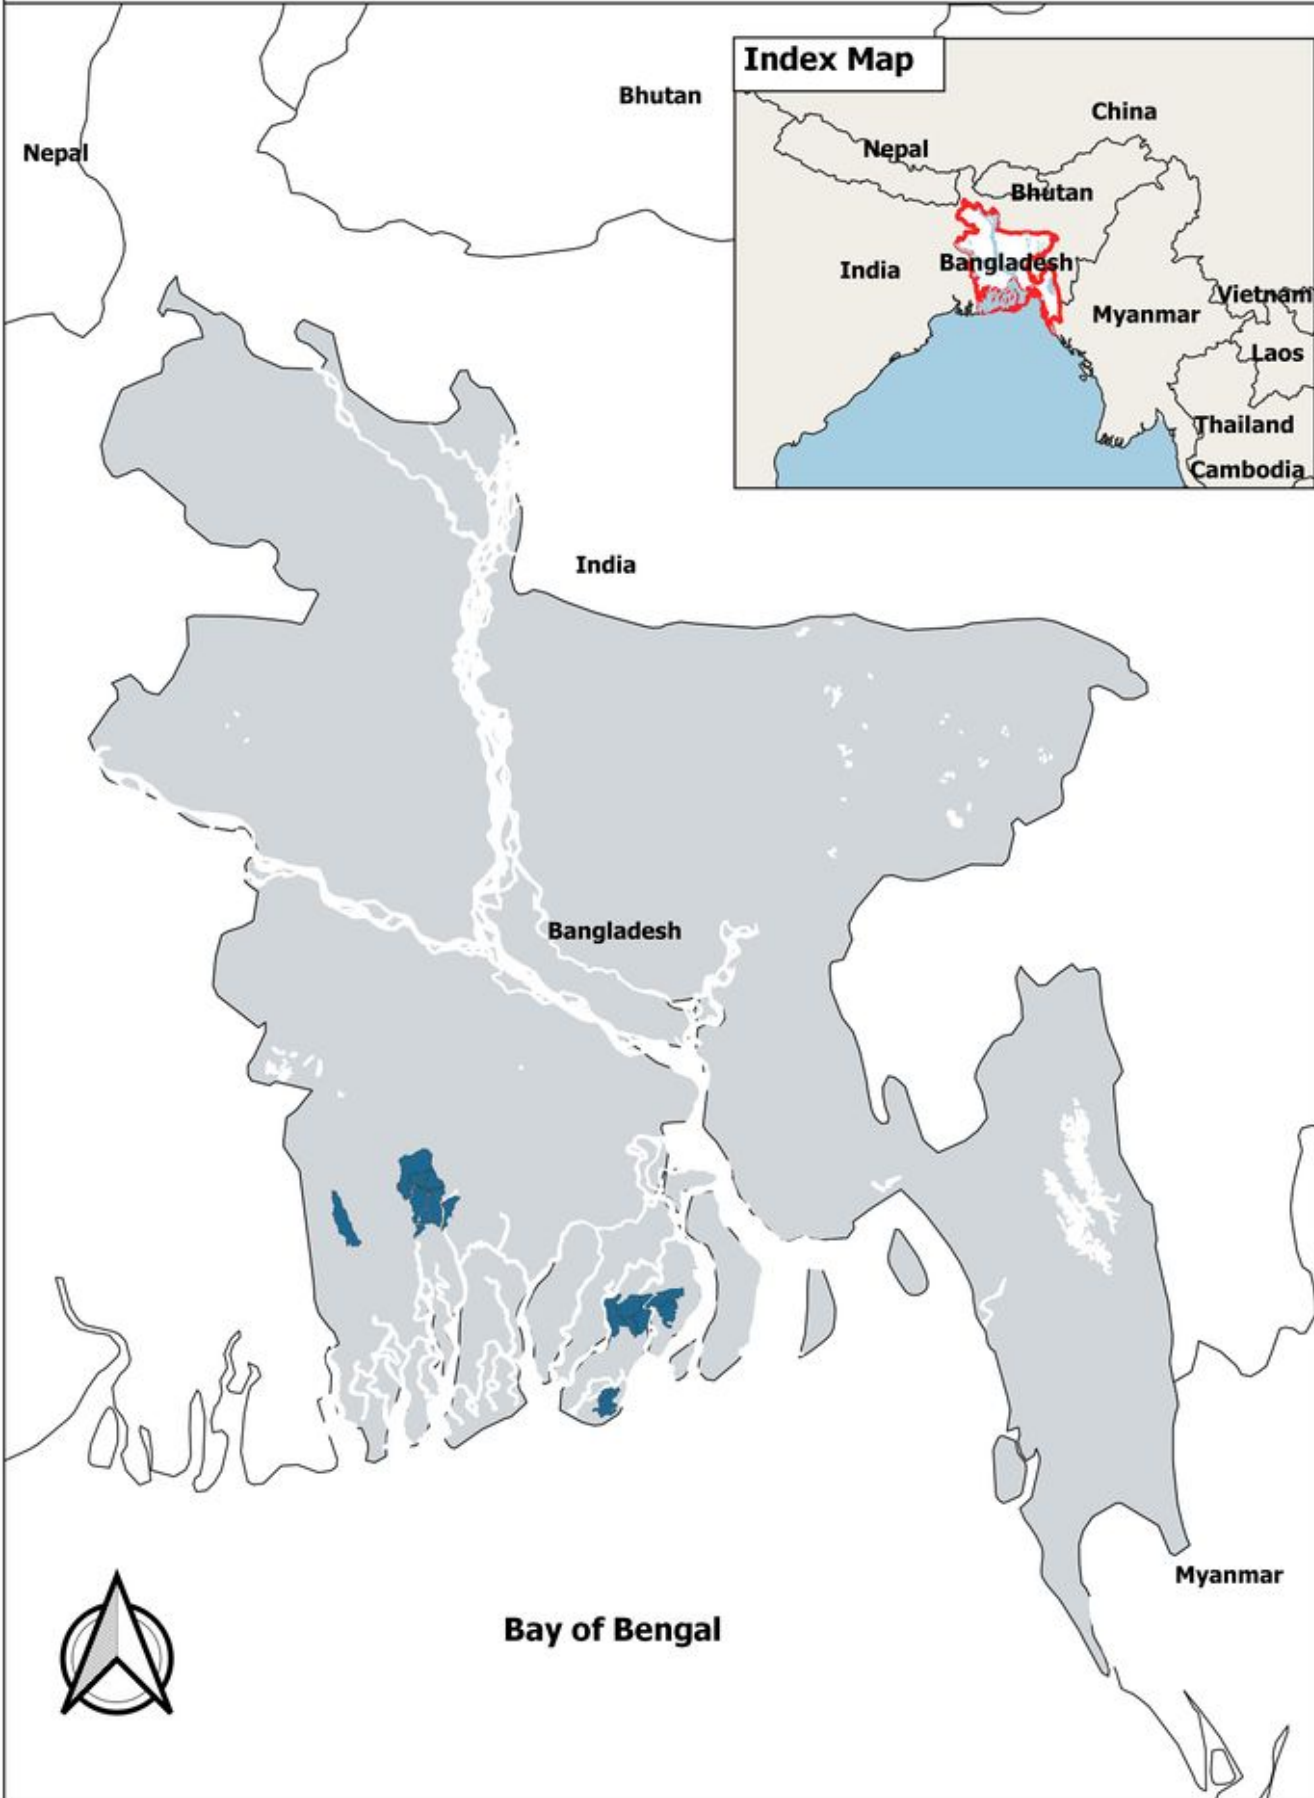 Index Map
Bhutan
Nepal
China
Nepal
Bhutan
India
Bangladesh
Myanmar
Vietnam
Laos
Thailand
Cambodia
India
Bangladesh
Myanmar
Bay of Bengal